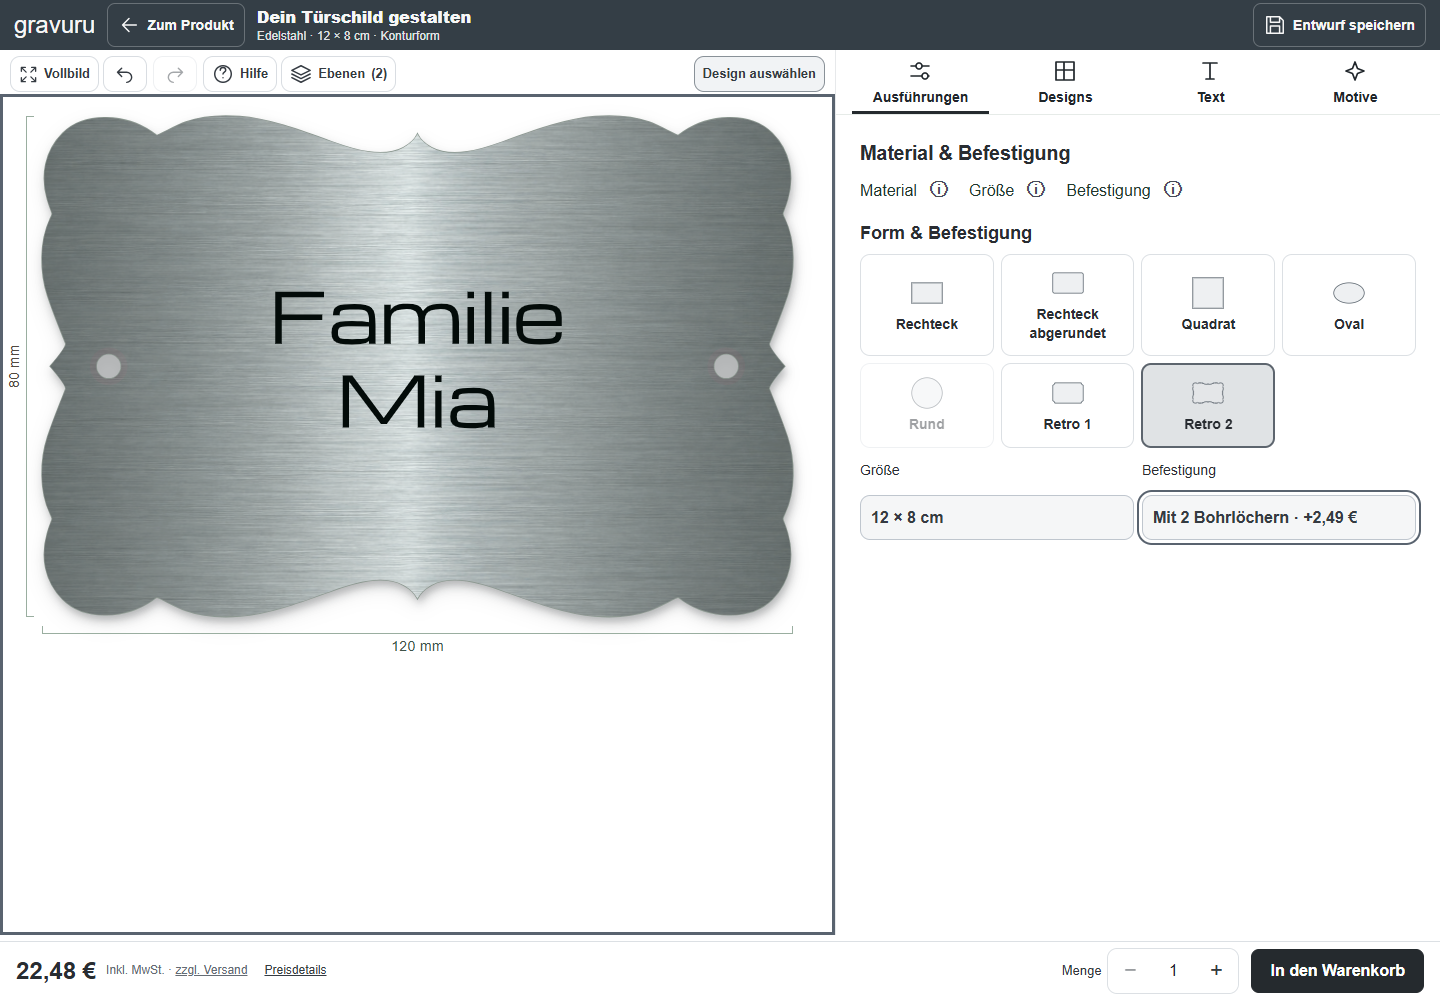 gravuru
Zum Produkt
Dein Türschild gestalten
Edelstahl · 12 × 8 cm · Konturform
Entwurf speichern
Vollbild
Hilfe
Ebenen (2)
Design auswählen
Ausführungen
Designs
Text
Motive
80 mm
Familie
Mia
120 mm
Material & Befestigung
Material
Größe
Befestigung
Form & Befestigung
Rechteck
Rechteck
abgerundet
Quadrat
Oval
Rund
Retro 1
Retro 2
Größe
Befestigung
12 × 8 cm
Mit 2 Bohrlöchern · +2,49 €
22,48 €
Inkl. MwSt. · zzgl. Versand
Preisdetails
Menge
− 1 +
In den Warenkorb